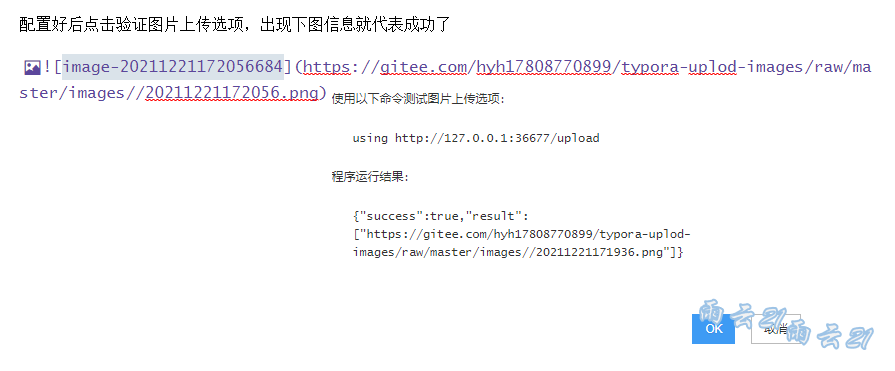 配置好后点击验证图片上传选项，出现下图信息就代表成功了
![image-20211221172056684](https://gitee.com/hyh17808770899/typora-uplod-images/raw/ma
ster/images//20211221172056.png)
使用以下命令测试图片上传选项:
using http://127.0.0.1:36677/upload
程序运行结果:
{"success":true,"result":
["https://gitee.com/hyh17808770899/typora-uplod-
images/raw/master/images//20211221171936.png"]}
雨云21
OK
取消
雨云21